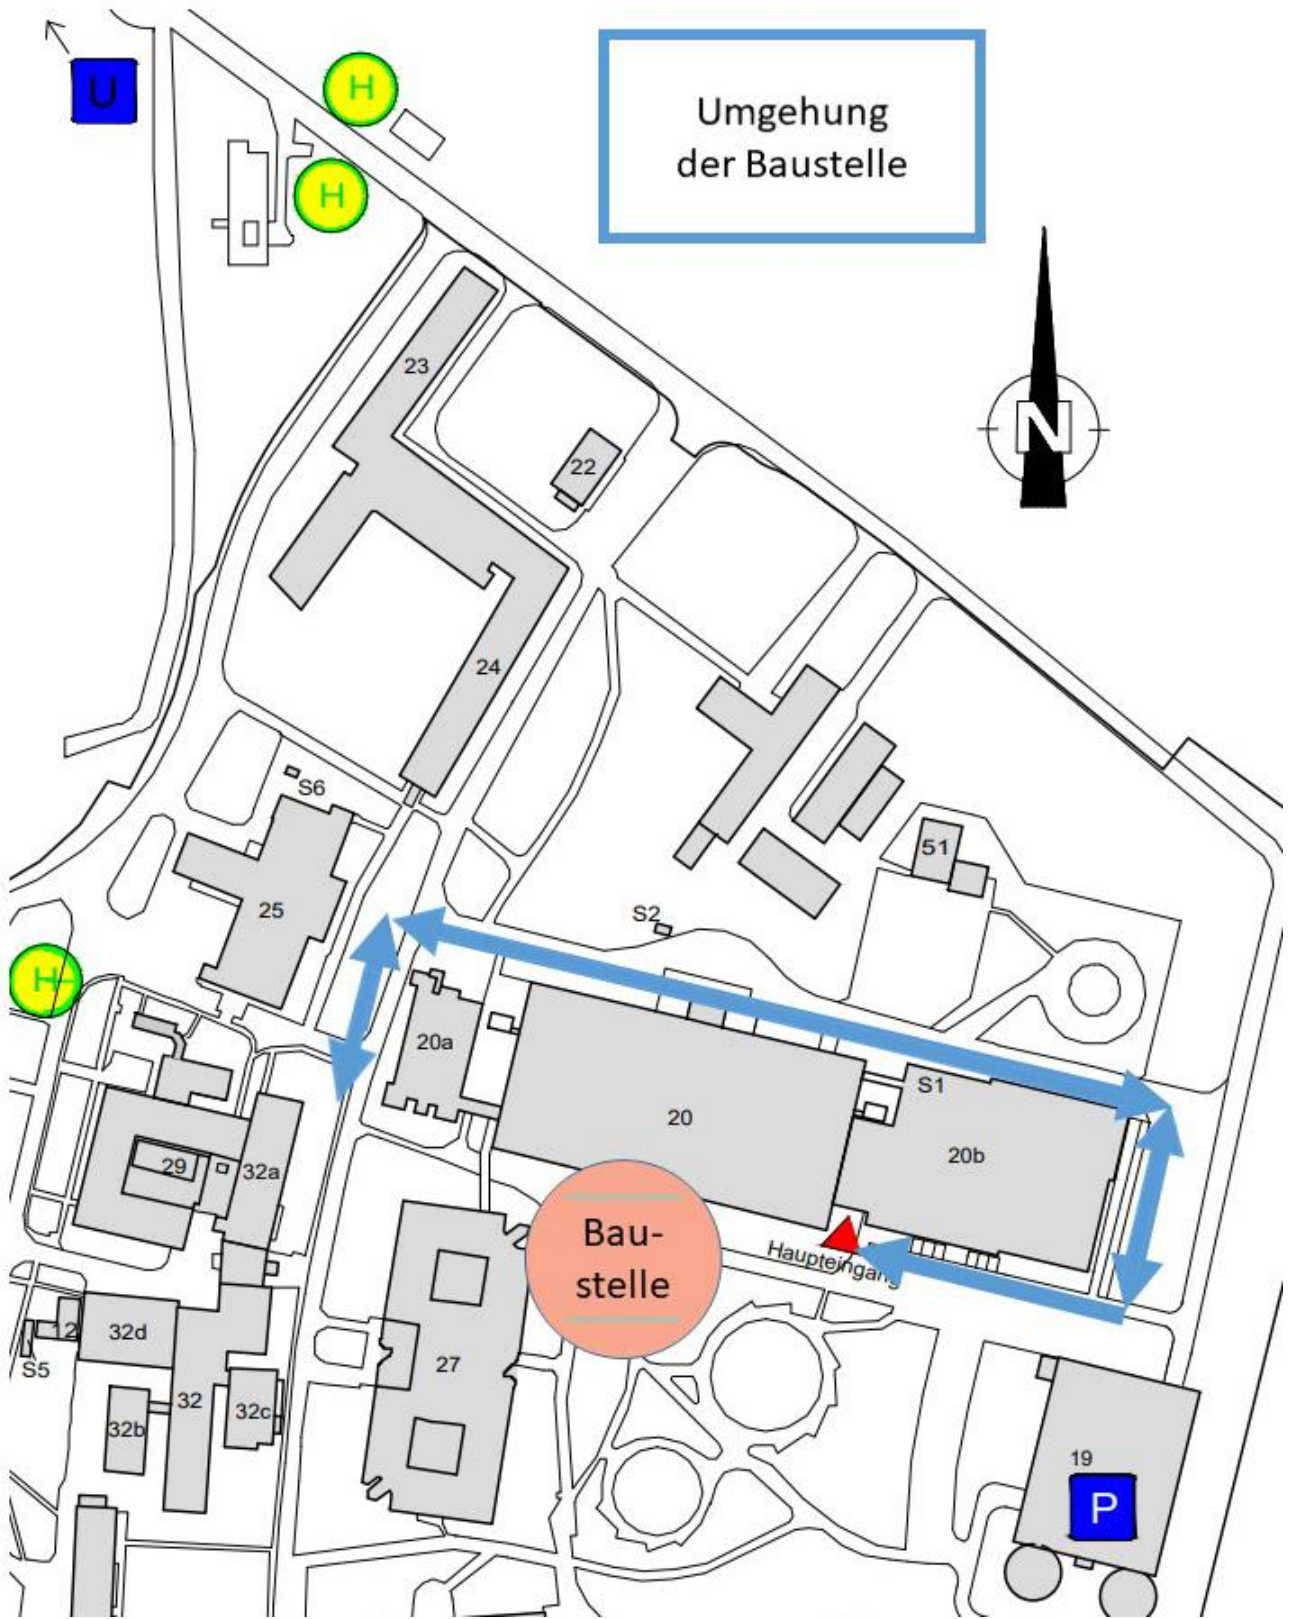 U
H
H
Umgehung
der Baustelle
N
23
22
24
S6
51
25
S2
H
20a
S1
20
20b
29
32a
Bau-
stelle
Haupteingang
12
32d
S5
27
32
32c
32b
19
P